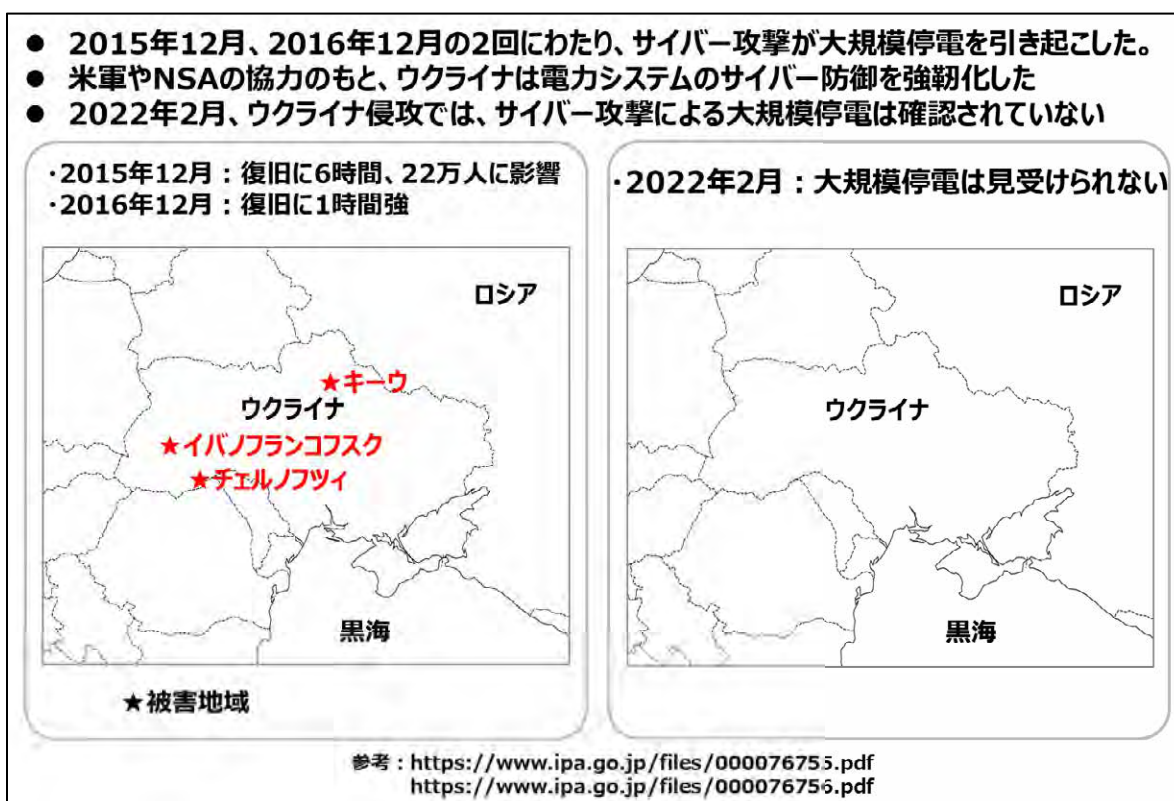 ● 2015年12月、2016年12月の2回にわたり、サイバー攻撃が大規模停電を引き起こした。
● 米軍やNSAの協力のもと、ウクライナは電力システムのサイバー防御を強靭化した
● 2022年2月、ウクライナ侵攻では、サイバー攻撃による大規模停電は確認されていない
・2015年12月：復旧に6時間、22万人に影響
・2016年12月：復旧に1時間強
ロシア
★キーウ
ウクライナ
★イバノフランコフスク
★チェルノフツィ
黒海
★被害地域
・2022年2月：大規模停電は見受けられない
ロシア
ウクライナ
黒海
参考：https://www.ipa.go.jp/files/000076755.pdf
https://www.ipa.go.jp/files/000076756.pdf